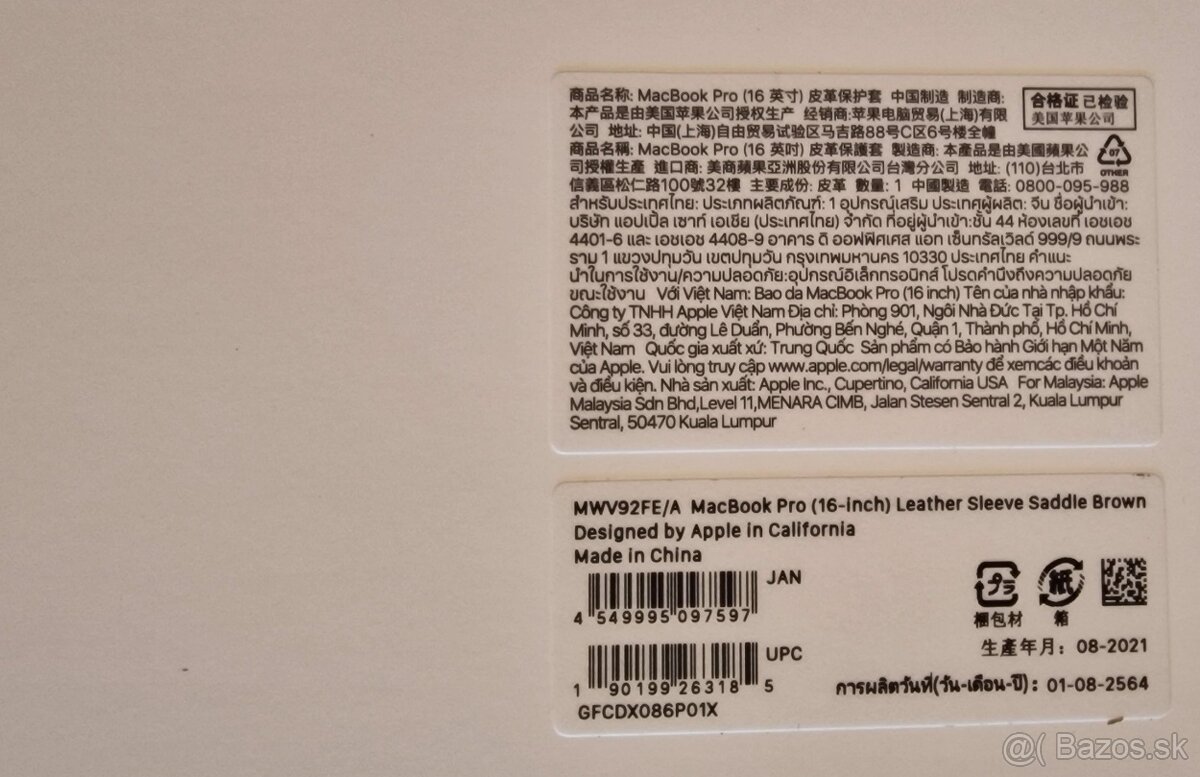 商品名称: MacBook Pro (16 英寸) 皮革保护套 中国制造 制造商:
本产品是由美国苹果公司授权生产 经销商:苹果电脑贸易(上海)有限
公司 地址: 中国(上海)自由贸易试验区马吉路88号C区6号楼全幢
合格证 已检验
美国苹果公司
商品名稱: MacBook Pro (16 英吋) 皮革保護套 製造商: 本產品是由美國蘋果公
司授權生產 進口商: 美商蘋果亞洲股份有限公司台灣分公司 地址: (110)台北市
信義區松仁路100號32樓 主要成份: 皮革 數量: 1 中國製造 電話: 0800-095-988
07
OTHER
สำหรับประเทศไทย: ประเภทผลิตภัณฑ์: 1 อุปกรณ์เสริม ประเทศผู้ผลิต: จีน ชื่อผู้นำเข้า:
บริษัท แอปเปิ้ล เซาท์ เอเชีย (ประเทศไทย) จำกัด ที่อยู่ผู้นำเข้า:ชั้น 44 ห้องเลขที่ เอชเอช
4401-6 และ เอชเอช 4408-9 อาคาร ดิ ออฟฟิศเศส แอท เซ็นทรัลเวิลด์ 999/9 ถนนพระ
ราม 1 แขวงปทุมวัน เขตปทุมวัน กรุงเทพมหานคร 10330 ประเทศไทย คำแนะ
นำในการใช้งาน/ความปลอดภัย:อุปกรณ์อิเล็กทรอนิกส์ โปรดคำนึงถึงความปลอดภัย
ขณะใช้งาน Với Việt Nam: Bao da MacBook Pro (16 inch) Tên của nhà nhập khẩu:
Công ty TNHH Apple Việt Nam Địa chỉ: Phòng 901, Ngôi Nhà Đức Tại Tp. Hồ Chí
Minh, số 33, đường Lê Duẩn, Phường Bến Nghé, Quận 1, Thành phố, Hồ Chí Minh,
Việt Nam Quốc gia xuất xứ: Trung Quốc Sản phẩm có Bảo hành Giới hạn Một Năm
của Apple. Vui lòng truy cập www.apple.com/legal/warranty để xemcác điều khoản
và điều kiện. Nhà sản xuất: Apple Inc., Cupertino, California USA For Malaysia: Apple
Malaysia Sdn Bhd,Level 11,MENARA CIMB, Jalan Stesen Sentral 2, Kuala Lumpur
Sentral, 50470 Kuala Lumpur
MWV92FE/A MacBook Pro (16-inch) Leather Sleeve Saddle Brown
Designed by Apple in California
Made in China
JAN
4 549995 097597
プラ
梱包材
紙
箱
生產年月: 08-2021
UPC
1 90199 26318 5
การผลิตวันที่(วัน-เดือน-ปี): 01-08-2564
GFCDX086P01X
@( Bazos.sk